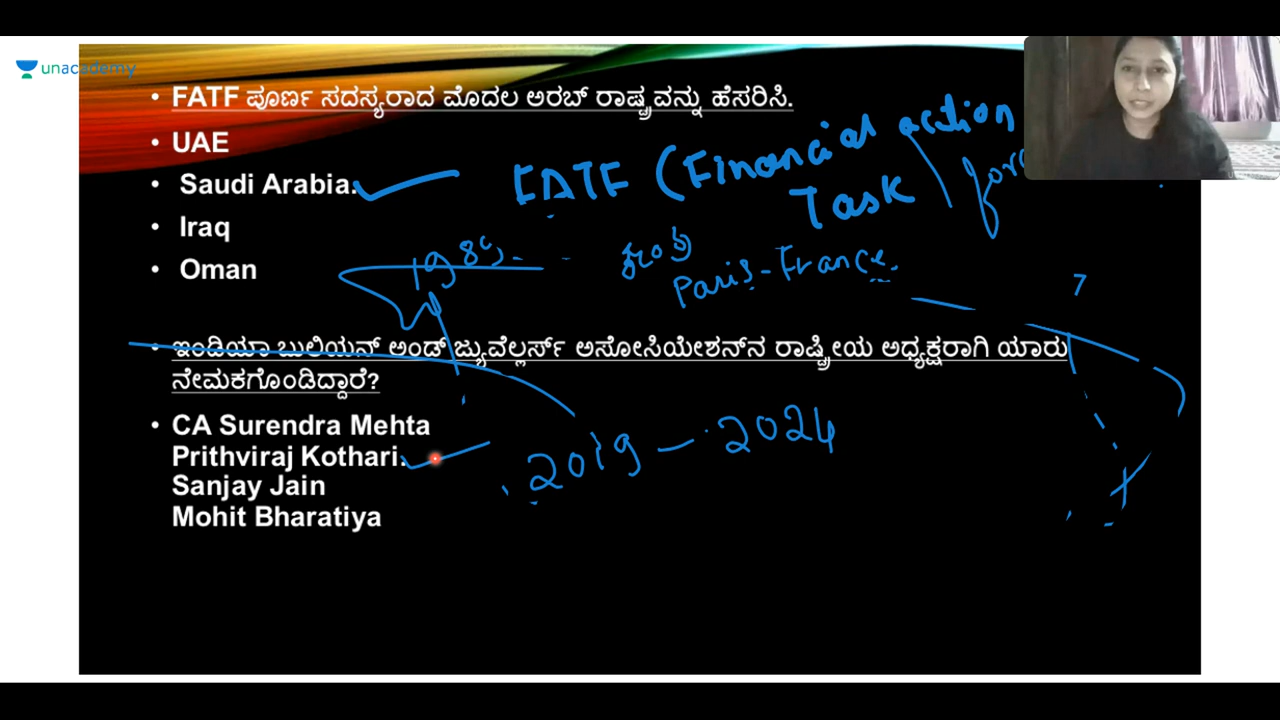 unacademy
• FATF ಪೂರ್ಣ ಸದಸ್ಯರಾದ ಮೊದಲ ಅರಬ್ ರಾಷ್ಟ್ರವನ್ನು ಹೆಸರಿಸಿ.
• UAE
• Saudi Arabia.
• Iraq
• Oman
FATF (Financial action
Task force
1989
ಕೇಂದ್ರ
Paris-France.
7
• ಇಂಡಿಯಾ ಬುಲಿಯನ್ ಅಂಡ್ ಜ್ಯುವೆಲ್ಲರ್ಸ್ ಅಸೋಸಿಯೇಶನ್‌ನ ರಾಷ್ಟ್ರೀಯ ಅಧ್ಯಕ್ಷರಾಗಿ ಯಾರು
ನೇಮಕಗೊಂಡಿದ್ದಾರೆ?
• CA Surendra Mehta
Prithviraj Kothari.
Sanjay Jain
Mohit Bharatiya
2019 - 2024